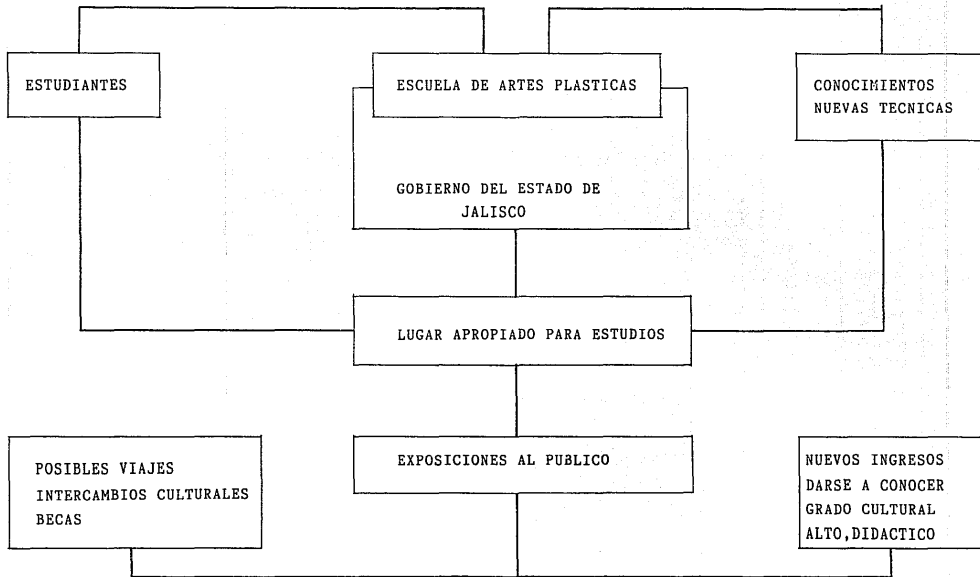 ESTUDIANTES
ESCUELA DE ARTES PLASTICAS
CONOCIMIENTOS
NUEVAS TECNICAS
GOBIERNO DEL ESTADO DE
JALISCO
LUGAR APROPIADO PARA ESTUDIOS
POSIBLES VIAJES
INTERCAMBIOS CULTURALES
BECAS
EXPOSICIONES AL PUBLICO
NUEVOS INGRESOS
DARSE A CONOCER
GRADO CULTURAL
ALTO,DIDACTICO